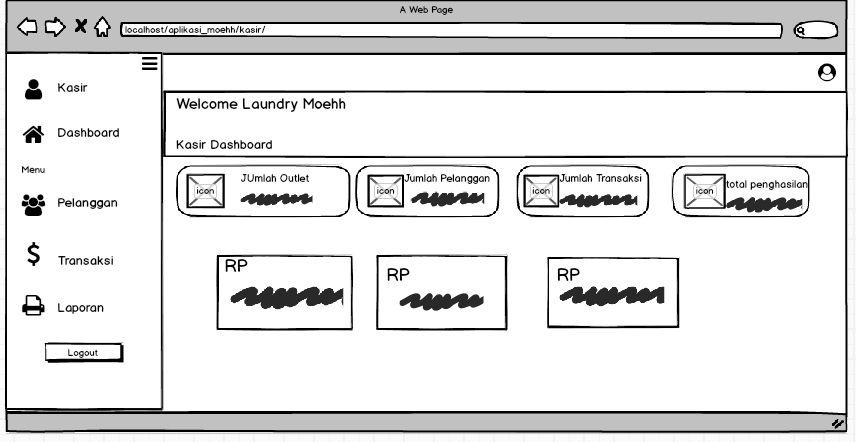 A Web Page
localhost/aplikasi_moehh/kasir/
Kasir
Dashboard
Menu
Pelanggan
Transaksi
Laporan
Logout
Welcome Laundry Moehh
Kasir Dashboard
icon
JUmlah Outlet
icon
Jumlah Pelanggan
icon
Jumlah Transaksi
icon
total penghasilan
RP
RP
RP